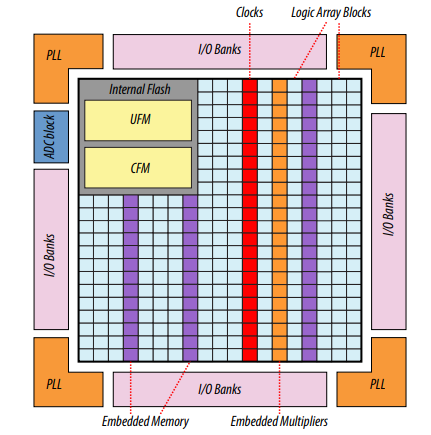 Clocks
Logic Array Blocks
PLL
I/O Banks
PLL
Internal Flash
UFM
ADC block
CFM
I/O Banks
I/O Banks
PLL
I/O Banks
PLL
Embedded Memory
Embedded Multipliers